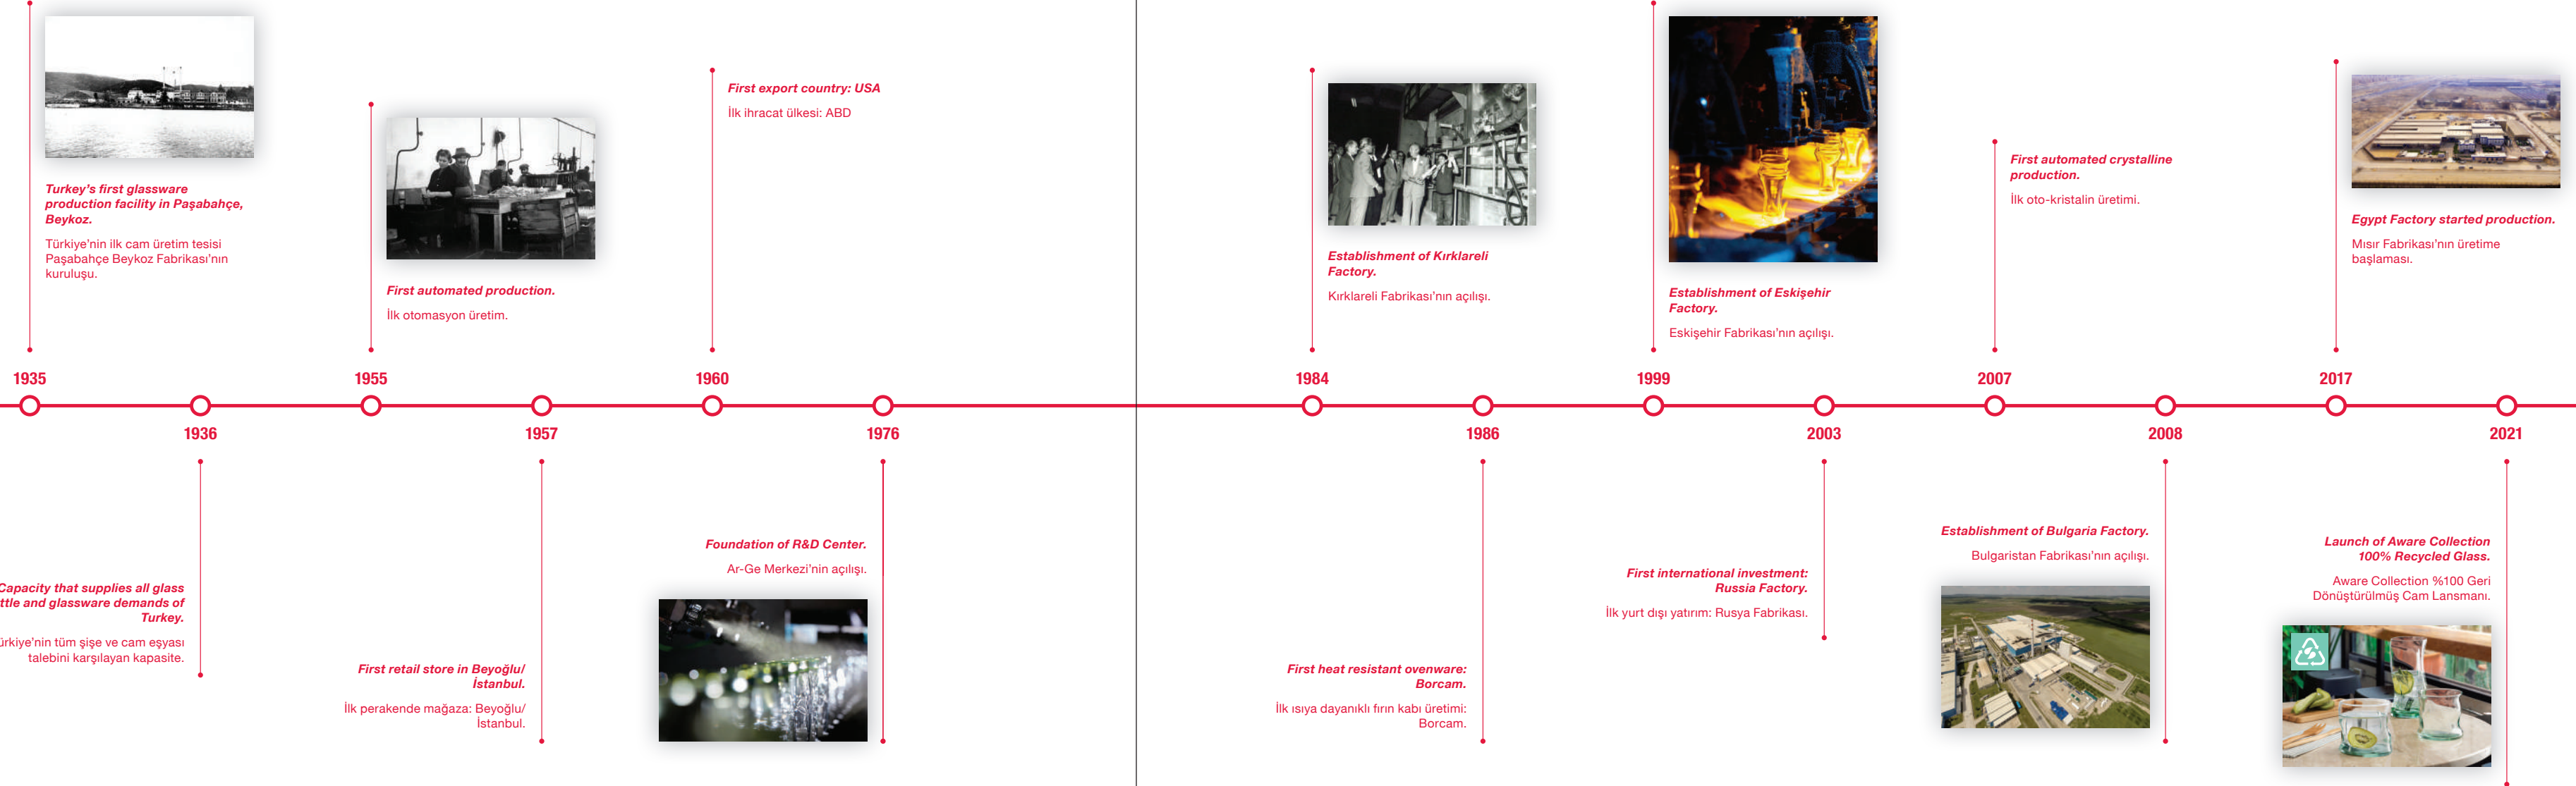 1935
Turkey's first glassware
production facility in Paşabahçe,
Beykoz.
Türkiye'nin ilk cam üretim tesisi
Paşabahçe Beykoz Fabrikası'nın
kuruluşu.
1936
Capacity that supplies all glass
and glassware demands of
Turkey.
tüm şişe ve cam eşyası
talebini karşılayan kapasite.
1955
First automated production.
İlk otomasyon üretim.
1957
First retail store in Beyoğlu/
İstanbul.
İlk perakende mağaza: Beyoğlu/
İstanbul.
1960
First export country: USA
İlk ihracat ülkesi: ABD
1976
Foundation of R&D Center.
Ar-Ge Merkezi'nin açılışı.
1984
Establishment of Kırklareli
Factory.
Kırklareli Fabrikası'nın açılışı.
1986
First heat resistant ovenware:
Borcam.
İlk ısıya dayanıklı fırın kabı üretimi:
Borcam.
1999
Establishment of Eskişehir
Factory.
Eskişehir Fabrikası'nın açılışı.
2003
First international investment:
Russia Factory.
İlk yurt dışı yatırım: Rusya Fabrikası.
2007
First automated crystalline
production.
İlk oto-kristalin üretimi.
2008
Establishment of Bulgaria Factory.
Bulgaristan Fabrikası'nın açılışı.
2017
Egypt Factory started production.
Mısır Fabrikası'nın üretime
başlaması.
2021
Launch of Aware Collection
100% Recycled Glass.
Aware Collection %100 Geri
Dönüştürülmüş Cam Lansmanı.